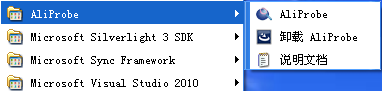 AliProbe
Microsoft Silverlight 3 SDK
Microsoft Sync Framework
Microsoft Visual Studio 2010
AliProbe
卸载 AliProbe
说明文档